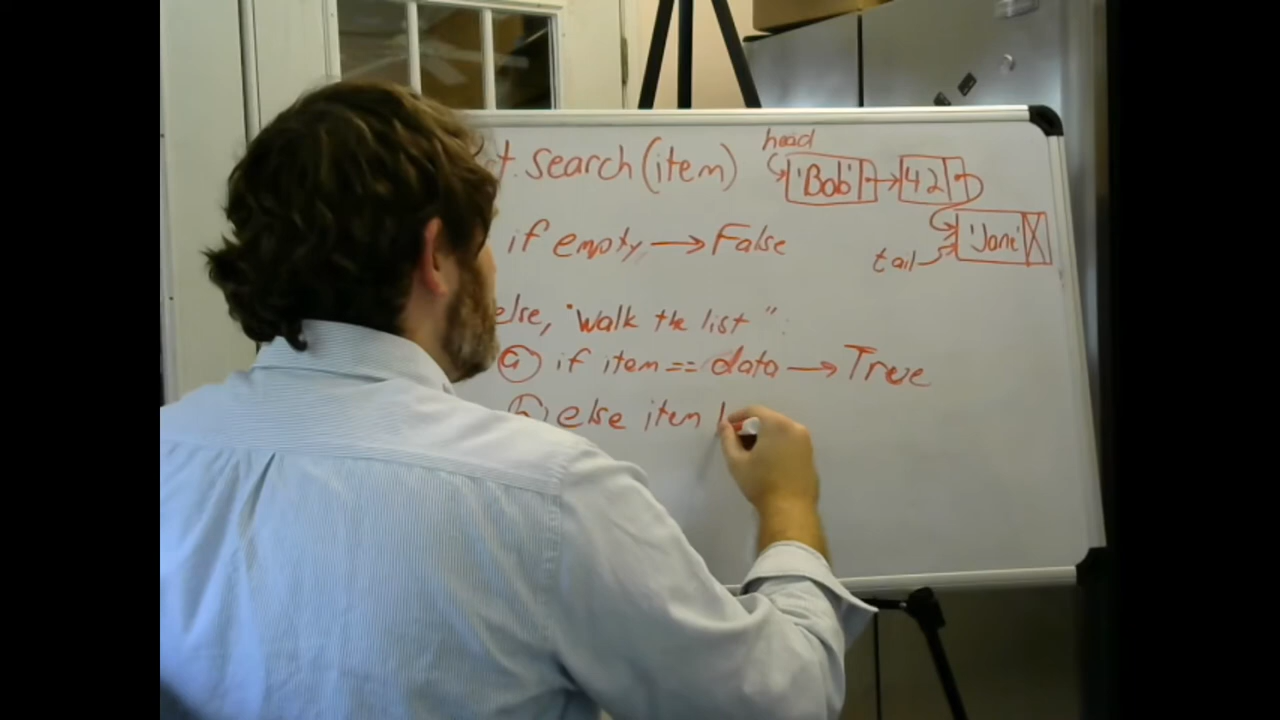 search(item)
head
'Bob' 42
'Jane'
tail
if empty → False
else, "walk the list":
a if item == data → True
b else item